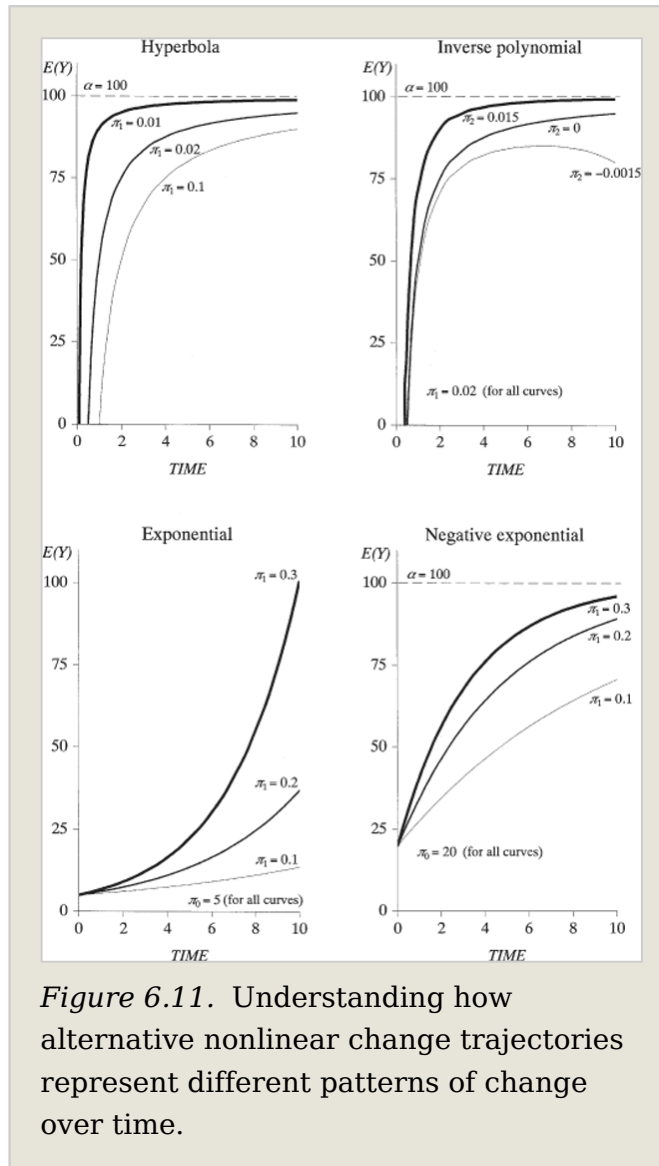 Hyperbola
E(Y)
α = 100
100
π₁ = 0.01
π₁ = 0.02
75
π₁ = 0.1
50
25
0
0 2 4 6 8 10
TIME
Inverse polynomial
E(Y)
100
α = 100
π₂ = 0.015
π₂ = 0
75
π₂ = –0.0015
50
25
π₁ = 0.02 (for all curves)
0
0 2 4 6 8 10
TIME
Exponential
E(Y)
100
π₁ = 0.3
75
50
π₁ = 0.2
25
π₁ = 0.1
π₀ = 5 (for all curves)
0
0 2 4 6 8 10
TIME
Negative exponential
E(Y)
α = 100
100
π₁ = 0.3
π₁ = 0.2
75
π₁ = 0.1
50
25
π₀ = 20 (for all curves)
0
0 2 4 6 8 10
TIME
Figure 6.11. Understanding how
alternative nonlinear change trajectories
represent different patterns of change
over time.